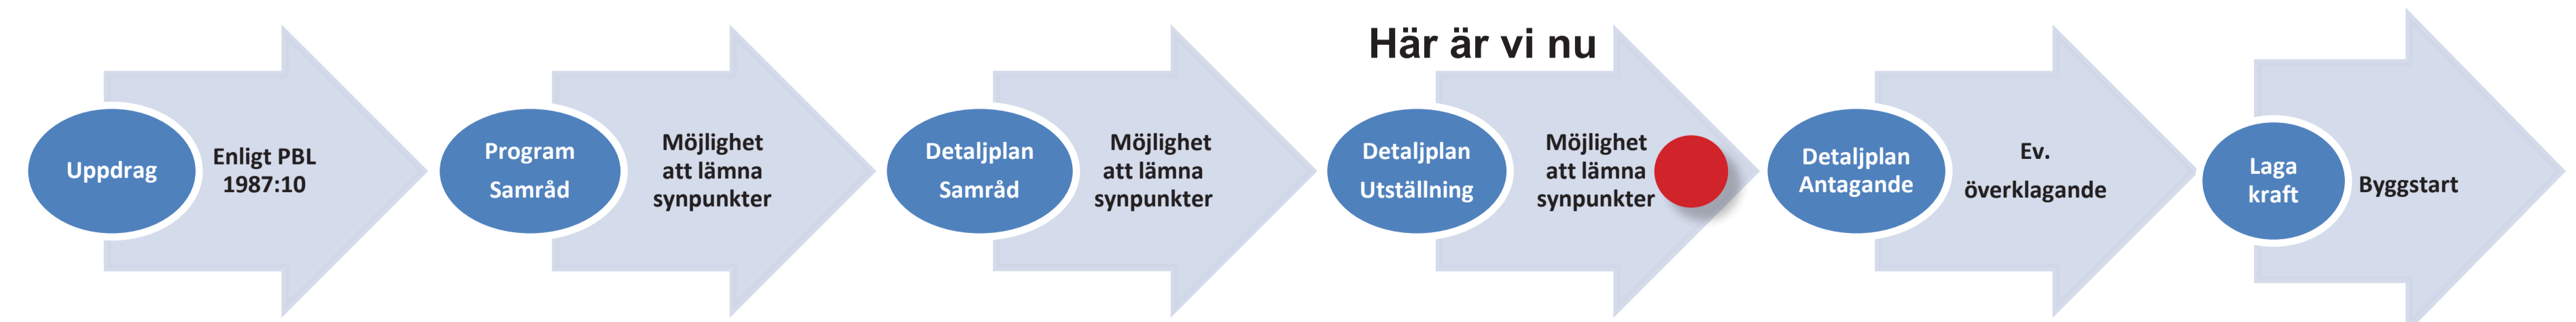 Här är vi nu
Uppdrag
Enligt PBL
1987:10
Program
Samråd
Möjlighet
att lämna
synpunkter
Detaljplan
Samråd
Möjlighet
att lämna
synpunkter
Detaljplan
Utställning
Möjlighet
att lämna
synpunkter
Detaljplan
Antagande
Ev.
överklagande
Laga
kraft
Byggstart